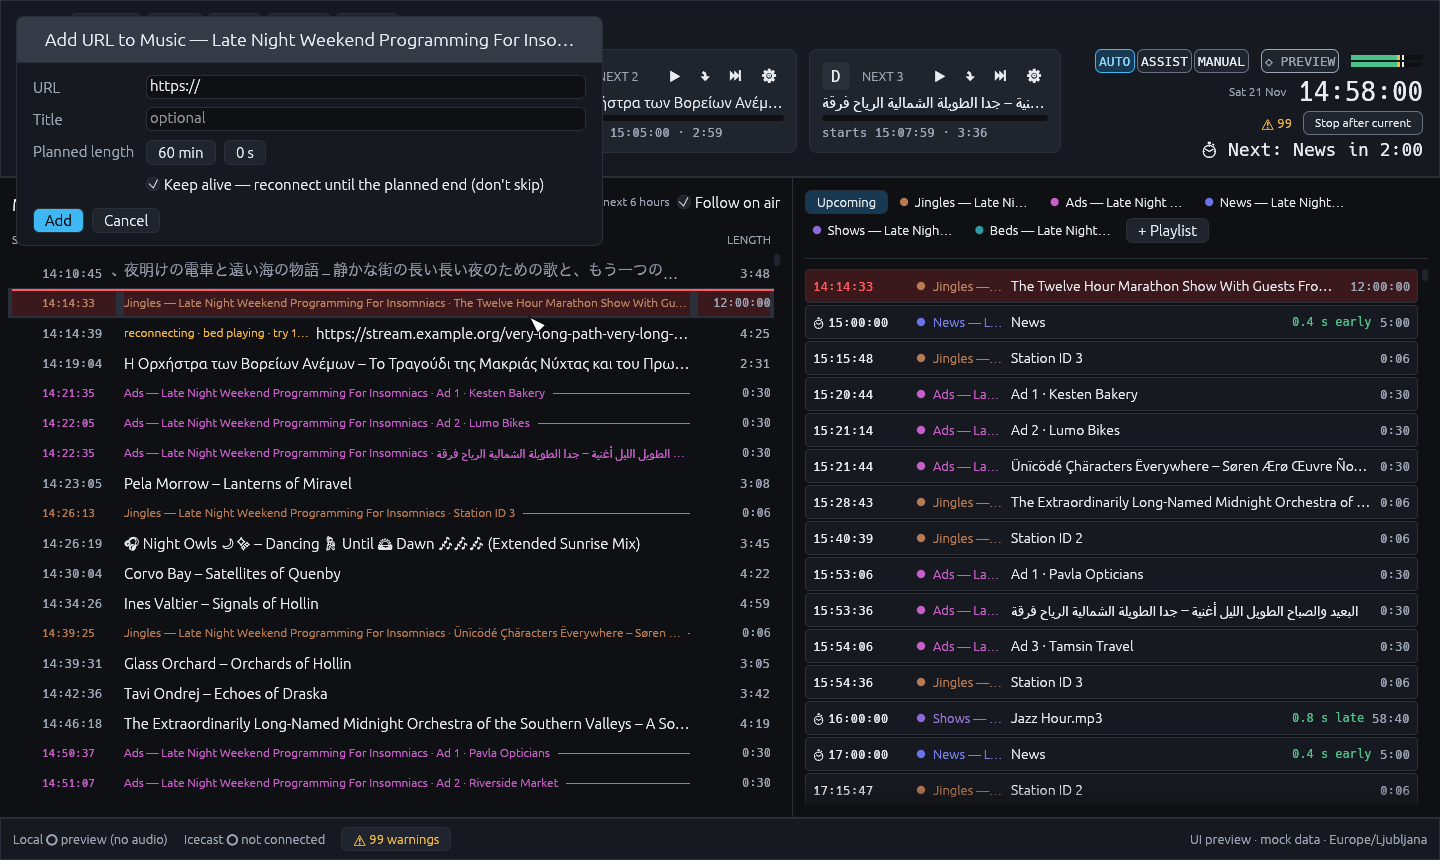 Add URL to Music — Late Night Weekend Programming For Inso…
URL
https://
Title
optional
Planned length
60 min
0 s
Keep alive — reconnect until the planned end (don't skip)
Add
Cancel
NEXT 2
ήστρα των Βορείων Ανέμ…
15:05:00 · 2:59
D
NEXT 3
نية – جدا الطويلة الشمالية الرياح فرقة…
starts 15:07:59 · 3:36
AUTO
ASSIST
MANUAL
◇ PREVIEW
Sat 21 Nov
14:58:00
⚠ 99
Stop after current
Next: News in 2:00
next 6 hours
Follow on air
LENGTH
14:10:45 夜明けの電車と遠い海の物語 – 静かな街の長い長い夜のための歌と、もう一つの… 3:48
14:14:33 Jingles — Late Night Weekend Programming For Insomniacs · The Twelve Hour Marathon Show With Gu… 12:00:00
14:14:39 reconnecting · bed playing · try 1… https://stream.example.org/very-long-path-very-long-… 4:25
14:19:04 Η Ορχήστρα των Βορείων Ανέμων – Το Τραγούδι της Μακριάς Νύχτας και του Πρω… 2:31
14:21:35 Ads — Late Night Weekend Programming For Insomniacs · Ad 1 · Kesten Bakery 0:30
14:22:05 Ads — Late Night Weekend Programming For Insomniacs · Ad 2 · Lumo Bikes 0:30
14:22:35 Ads — Late Night Weekend Programming For Insomniacs · الطويل الليل أغنية – جدا الطويلة الشمالية الرياح فرقة… 0:30
14:23:05 Pela Morrow – Lanterns of Miravel 3:08
14:26:13 Jingles — Late Night Weekend Programming For Insomniacs · Station ID 3 0:06
14:26:19 🎧 Night Owls 🌙✨ – Dancing 💃 Until 🌅 Dawn 🎶🎶🎶 (Extended Sunrise Mix) 3:45
14:30:04 Corvo Bay – Satellites of Quenby 4:22
14:34:26 Ines Valtier – Signals of Hollin 4:59
14:39:25 Jingles — Late Night Weekend Programming For Insomniacs · Ünïcödé Çhäracters Ëverywhere – Søren … 0:06
14:39:31 Glass Orchard – Orchards of Hollin 3:05
14:42:36 Tavi Ondrej – Echoes of Draska 3:42
14:46:18 The Extraordinarily Long-Named Midnight Orchestra of the Southern Valleys – A So… 4:19
14:50:37 Ads — Late Night Weekend Programming For Insomniacs · Ad 1 · Pavla Opticians 0:30
14:51:07 Ads — Late Night Weekend Programming For Insomniacs · Ad 2 · Riverside Market 0:30
Upcoming
Jingles — Late Ni…
Ads — Late Night …
News — Late Night…
Shows — Late Nigh…
Beds — Late Night…
+ Playlist
14:14:33 Jingles —… The Twelve Hour Marathon Show With Guests Fro… 12:00:00
15:00:00 News — L… News 0.4 s early 5:00
15:15:48 Jingles —… Station ID 3 0:06
15:20:44 Ads — La… Ad 1 · Kesten Bakery 0:30
15:21:14 Ads — La… Ad 2 · Lumo Bikes 0:30
15:21:44 Ads — La… Ünïcödé Çhäracters Ëverywhere – Søren Ærø Œuvre Ño… 0:30
15:28:43 Jingles —… The Extraordinarily Long-Named Midnight Orchestra of … 0:06
15:40:39 Jingles —… Station ID 2 0:06
15:53:06 Ads — La… Ad 1 · Pavla Opticians 0:30
15:53:36 Ads — La… البعيد والصباح الطويل الليل أغنية – جدا الطويلة الشمالية الرياح فرقة 0:30
15:54:06 Ads — La… Ad 3 · Tamsin Travel 0:30
15:54:36 Jingles —… Station ID 3 0:06
16:00:00 Shows —… Jazz Hour.mp3 0.8 s late 58:40
17:00:00 News — L… News 0.4 s early 5:00
17:15:47 Jingles —… Station ID 2 0:06
Local preview (no audio)
Icecast not connected
⚠ 99 warnings
UI preview · mock data · Europe/Ljubljana